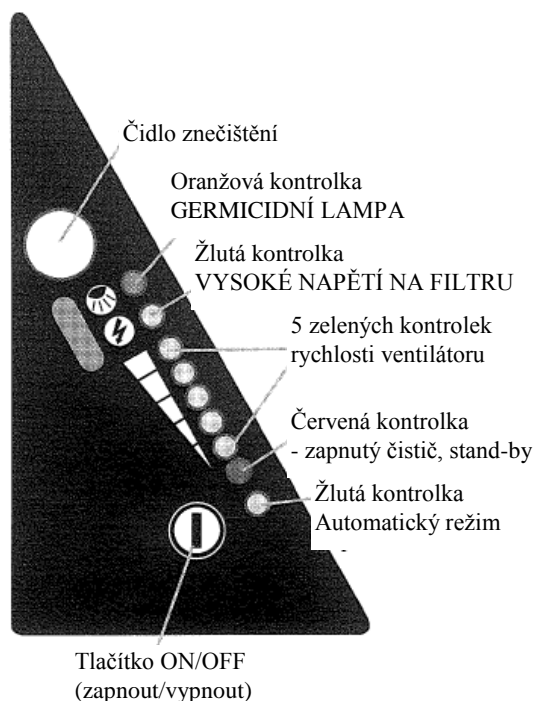 Čidlo znečištění
Oranžová kontrolka
GERMICIDNÍ LAMPA
Žlutá kontrolka
VYSOKÉ NAPĚTÍ NA FILTRU
5 zelených kontrolek
rychlosti ventilátoru
Červená kontrolka
- zapnutý čistič, stand-by
Žlutá kontrolka
Automatický režim
Tlačítko ON/OFF
(zapnout/vypnout)